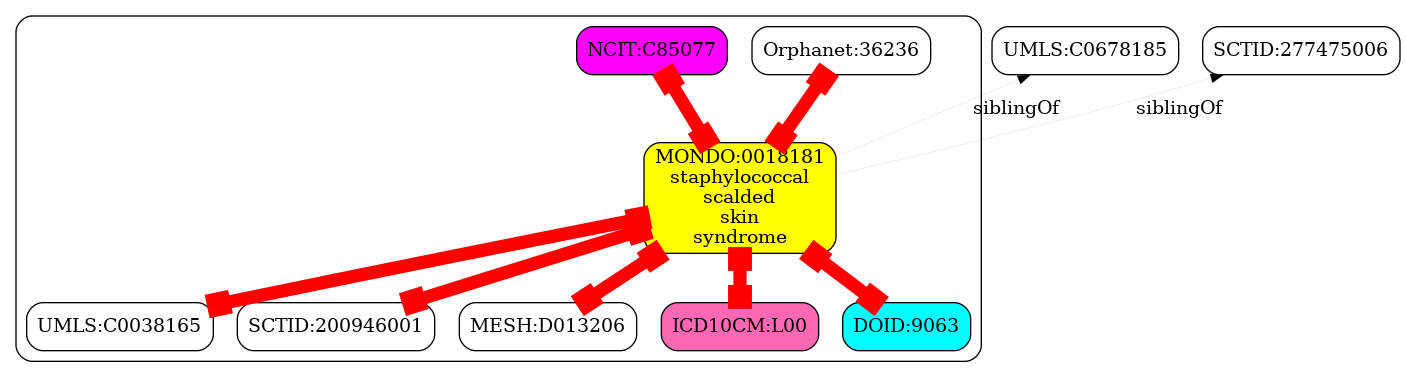 NCIT:C85077
Orphanet:36236
UMLS:C0678185
SCTID:277475006
siblingOf
siblingOf
MONDO:0018181
staphylococcal
scalded
skin
syndrome
UMLS:C0038165
SCTID:200946001
MESH:D013206
ICD10CM:L00
DOID:9063